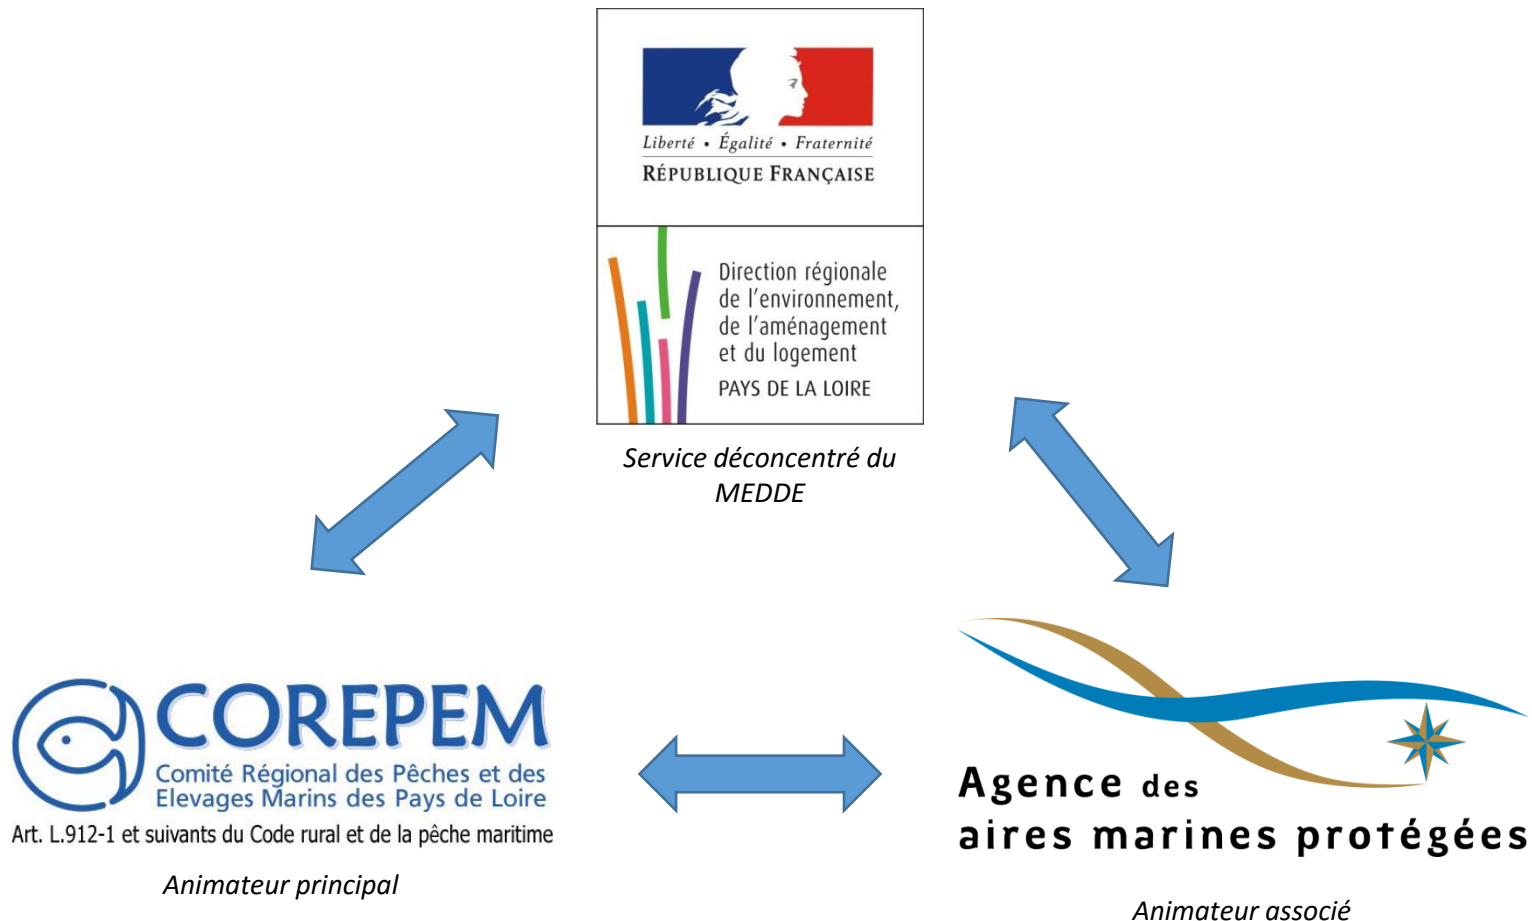 Liberté • Égalité • Fraternité
RÉPUBLIQUE FRANÇAISE
Direction régionale
de l'environnement,
de l'aménagement
et du logement
PAYS DE LA LOIRE
Service déconcentré du
MEDDE
COREPEM
Comité Régional des Pêches et des
Elevages Marins des Pays de Loire
Art. L.912-1 et suivants du Code rural et de la pêche maritime
Animateur principal
Agence des
aires marines protégées
Animateur associé